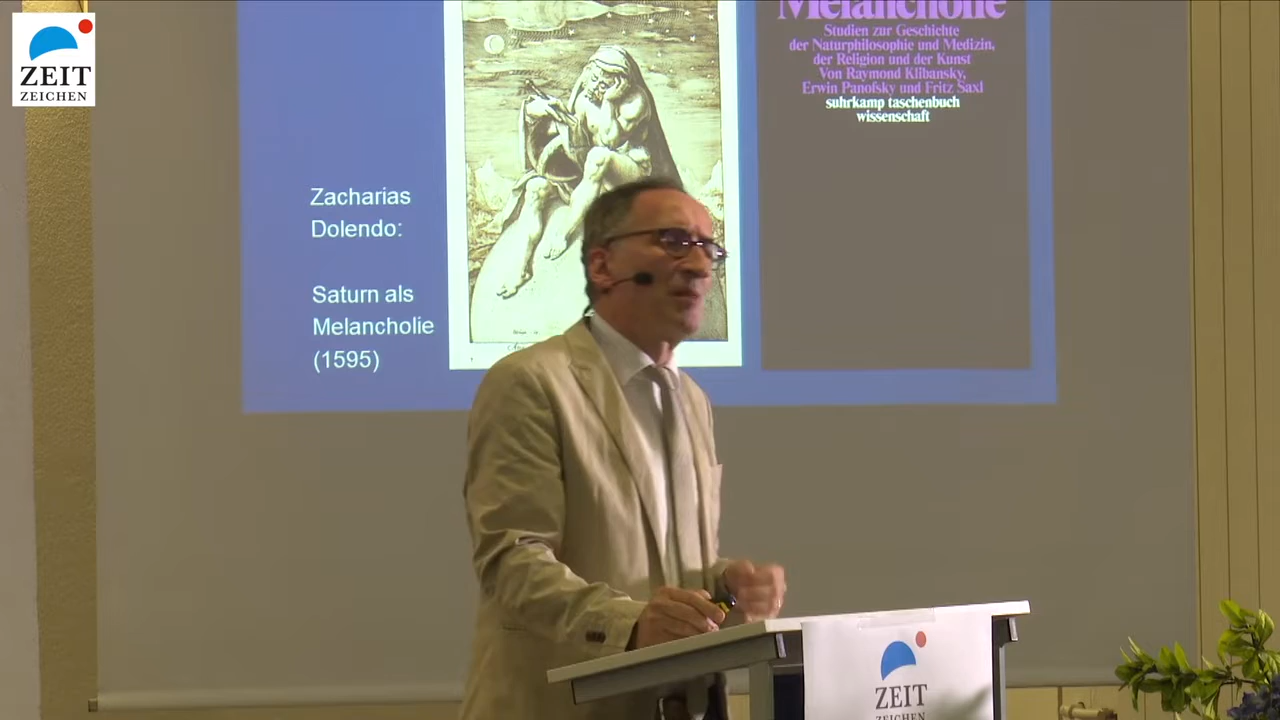 ZEIT
ZEICHEN
Melancholie
Studien zur Geschichte
der Naturphilosophie und Medizin,
der Religion und der Kunst
Von Raymond Klibansky,
Erwin Panofsky und Fritz Saxl
suhrkamp taschenbuch
wissenschaft
Zacharias
Dolendo:
Saturn als
Melancholie
(1595)
ZEIT
ZEICHEN